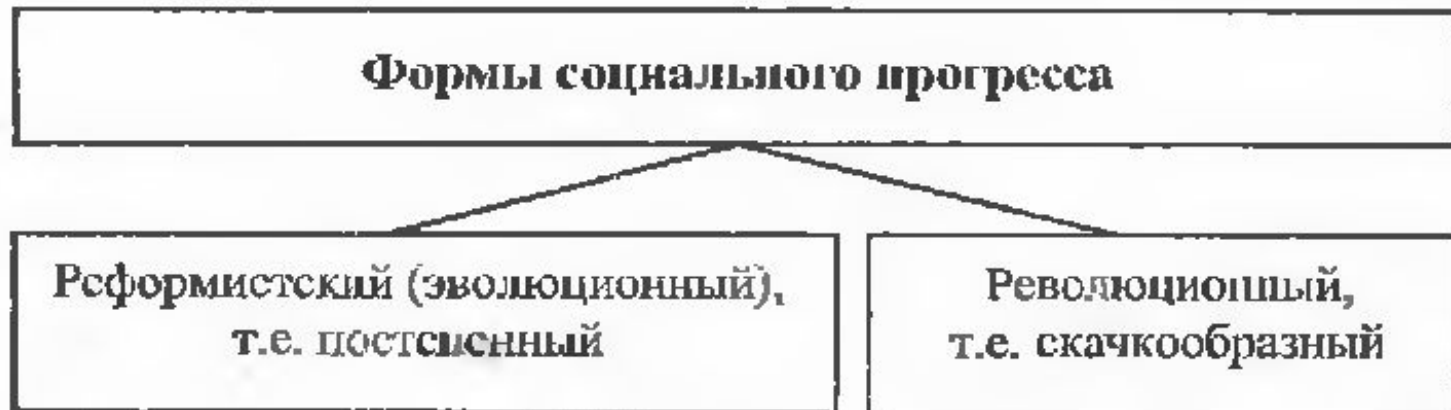 Формы социального прогресса
Реформистский (эволюционный),
т.е. постепенный
Революционный,
т.е. скачкообразный